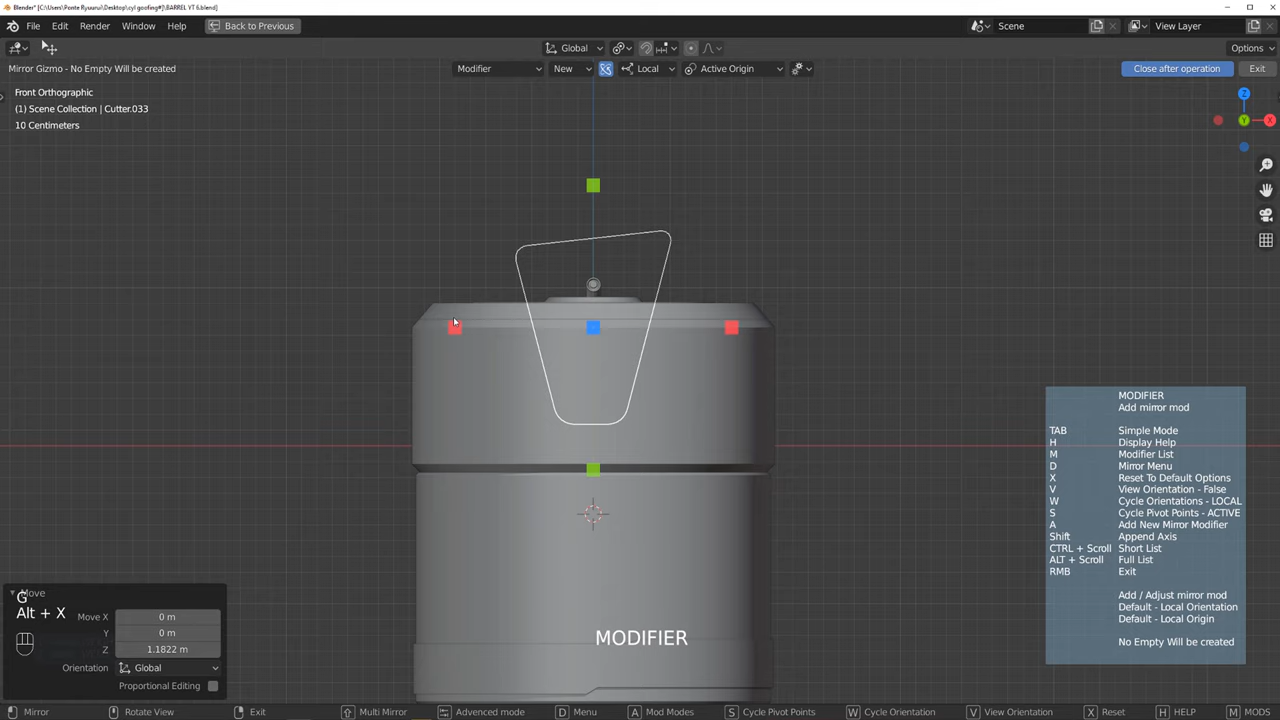 Blender* [C:\Users\Ponte Ryuurui\Desktop\cyl goofing#]\BARREL YT 6.blend]
File Edit Render Window Help Back to Previous Scene View Layer
Global Options
Mirror Gizmo - No Empty Will be created Modifier New Local Active Origin Close after operation Exit
Front Orthographic
(1) Scene Collection | Cutter.033
10 Centimeters
Z
Y
X
MODIFIER
Add mirror mod
TAB Simple Mode
H Display Help
M Modifier List
D Mirror Menu
X Reset To Default Options
V View Orientation - False
W Cycle Orientations - LOCAL
S Cycle Pivot Points - ACTIVE
A Add New Mirror Modifier
Shift Append Axis
CTRL + Scroll Short List
ALT + Scroll Full List
RMB Exit
Add / Adjust mirror mod
Default - Local Orientation
Default - Local Origin
No Empty Will be created
Move
G
Alt + X
Move X 0 m
Y 0 m
Z 1.1822 m
Orientation Global
Proportional Editing
MODIFIER
Mirror Rotate View Exit Multi Mirror Advanced mode D Menu A Mod Modes S Cycle Pivot Points W Cycle Orientation V View Orientation X Reset H HELP M MODS